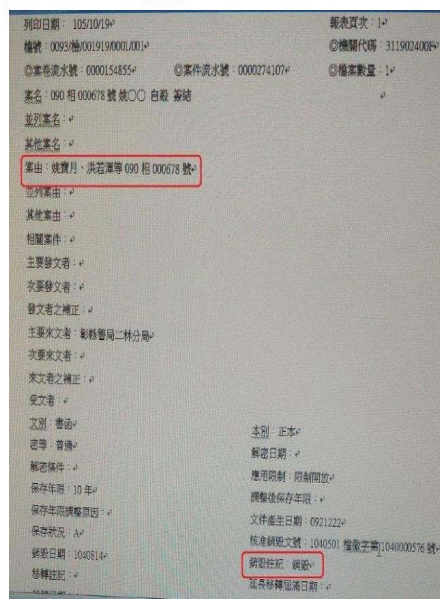 列印日期：105/10/19 報表頁次：1
檔號：0093/檢/001919/0001/001 ◎機關代碼：311902400F
◎案卷流水號：0000154855 ◎案件流水號：0000274107 ◎檔案數量：1
案名：090 相 000678 號 姚○○ 自殺 簽結
並列案名：
其他案名：
案由：姚寶月、洪若潭等 090 相 000678 號
並列案由：
其他案由：
相關案件：
主要發文者：
次要發文者：
發文者之補正：
主要來文者：彰縣警局二林分局
次要來文者：
來文者之補正：
受文者：
文別：書函 本別：正本
密等：普通 解密日期：
解密條件： 應用限制：限制開放
保存年限：10 年 調整後保存年限：
保存年限調整原因： 文件產生日期：0921222
保存狀況：A 核准銷毀文號：1040501 檔徵字第1040000576 號
銷毀日期：1040814 銷毀註記：銷毀
移轉註記： 延長移轉屆滿日期：